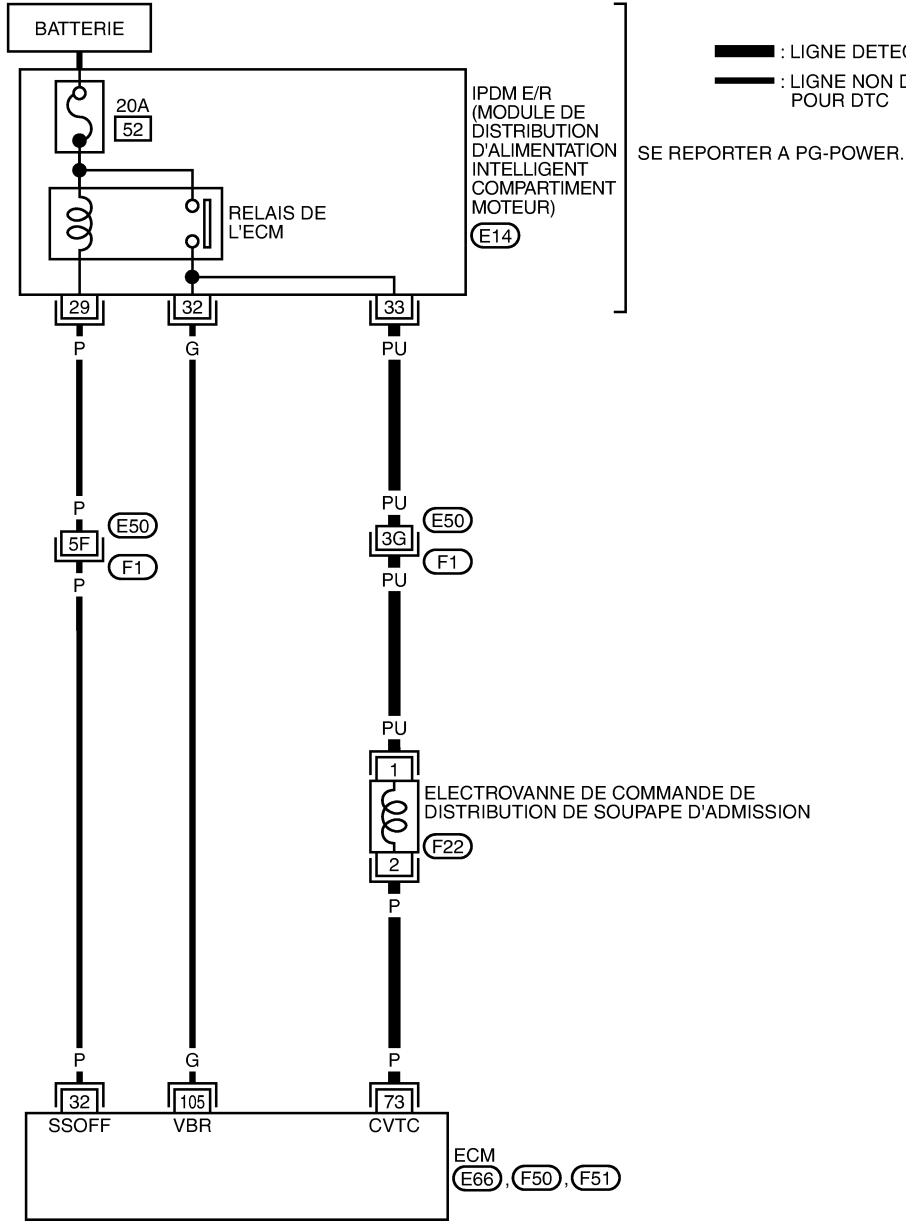 BATTERIE
: LIGNE DETEC
: LIGNE NON D
POUR DTC
20A
52
IPDM E/R
(MODULE DE
DISTRIBUTION
D'ALIMENTATION
INTELLIGENT
COMPARTIMENT
MOTEUR)
E14
SE REPORTER A PG-POWER.
RELAIS DE
L'ECM
29 32 33
P G PU
P PU
5F E50 3G E50
F1 F1
P PU
PU
1
ELECTROVANNE DE COMMANDE DE
DISTRIBUTION DE SOUPAPE D'ADMISSION
F22
2
P
P G P
32 105 73
SSOFF VBR CVTC
ECM
E66 , F50 , F51